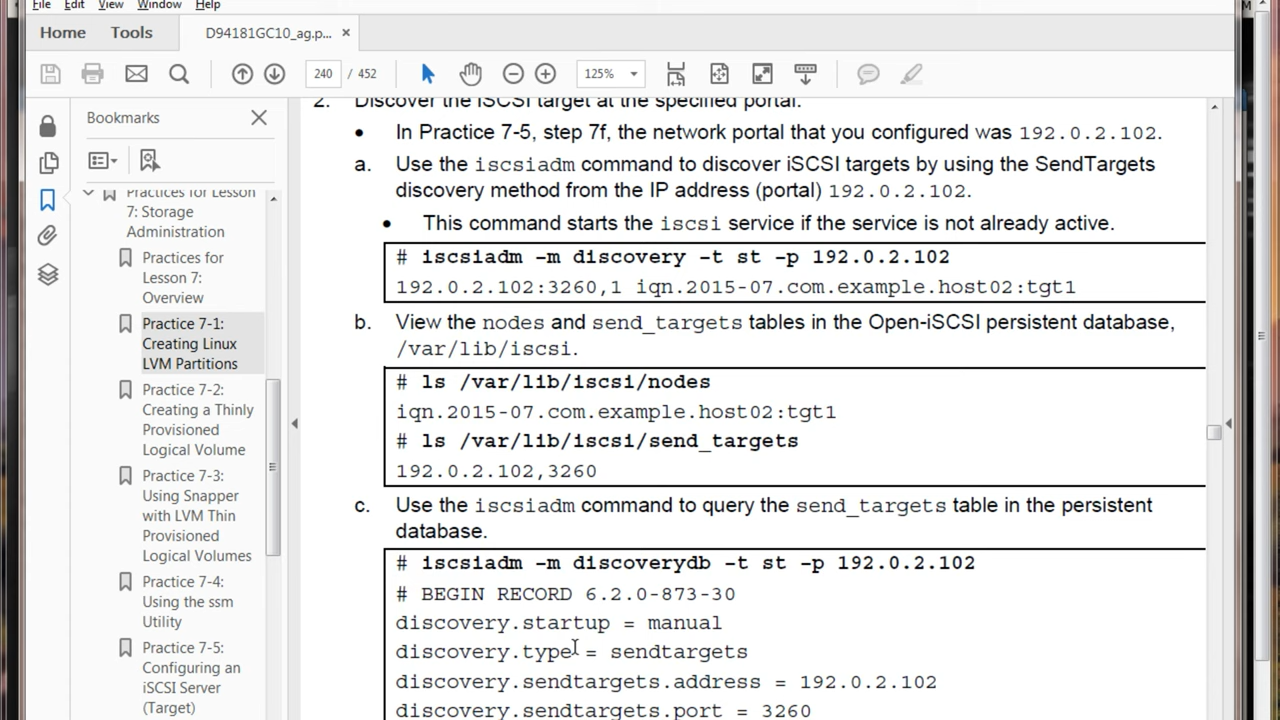 File Edit View Window Help
Home Tools D94181GC10_ag.p... ×
240 / 452 125%
Bookmarks
Practices for Lesson
7: Storage
Administration
Practices for
Lesson 7:
Overview
Practice 7-1:
Creating Linux
LVM Partitions
Practice 7-2:
Creating a Thinly
Provisioned
Logical Volume
Practice 7-3:
Using Snapper
with LVM Thin
Provisioned
Logical Volumes
Practice 7-4:
Using the ssm
Utility
Practice 7-5:
Configuring an
iSCSI Server
(Target)
2. Discover the iSCSI target at the specified portal.
• In Practice 7-5, step 7f, the network portal that you configured was 192.0.2.102.
a. Use the iscsiadm command to discover iSCSI targets by using the SendTargets
discovery method from the IP address (portal) 192.0.2.102.
• This command starts the iscsi service if the service is not already active.
# iscsiadm -m discovery -t st -p 192.0.2.102
192.0.2.102:3260,1 iqn.2015-07.com.example.host02:tgt1
b. View the nodes and send_targets tables in the Open-iSCSI persistent database,
/var/lib/iscsi.
# ls /var/lib/iscsi/nodes
iqn.2015-07.com.example.host02:tgt1
# ls /var/lib/iscsi/send_targets
192.0.2.102,3260
c. Use the iscsiadm command to query the send_targets table in the persistent
database.
# iscsiadm -m discoverydb -t st -p 192.0.2.102
# BEGIN RECORD 6.2.0-873-30
discovery.startup = manual
discovery.type = sendtargets
discovery.sendtargets.address = 192.0.2.102
discovery.sendtargets.port = 3260